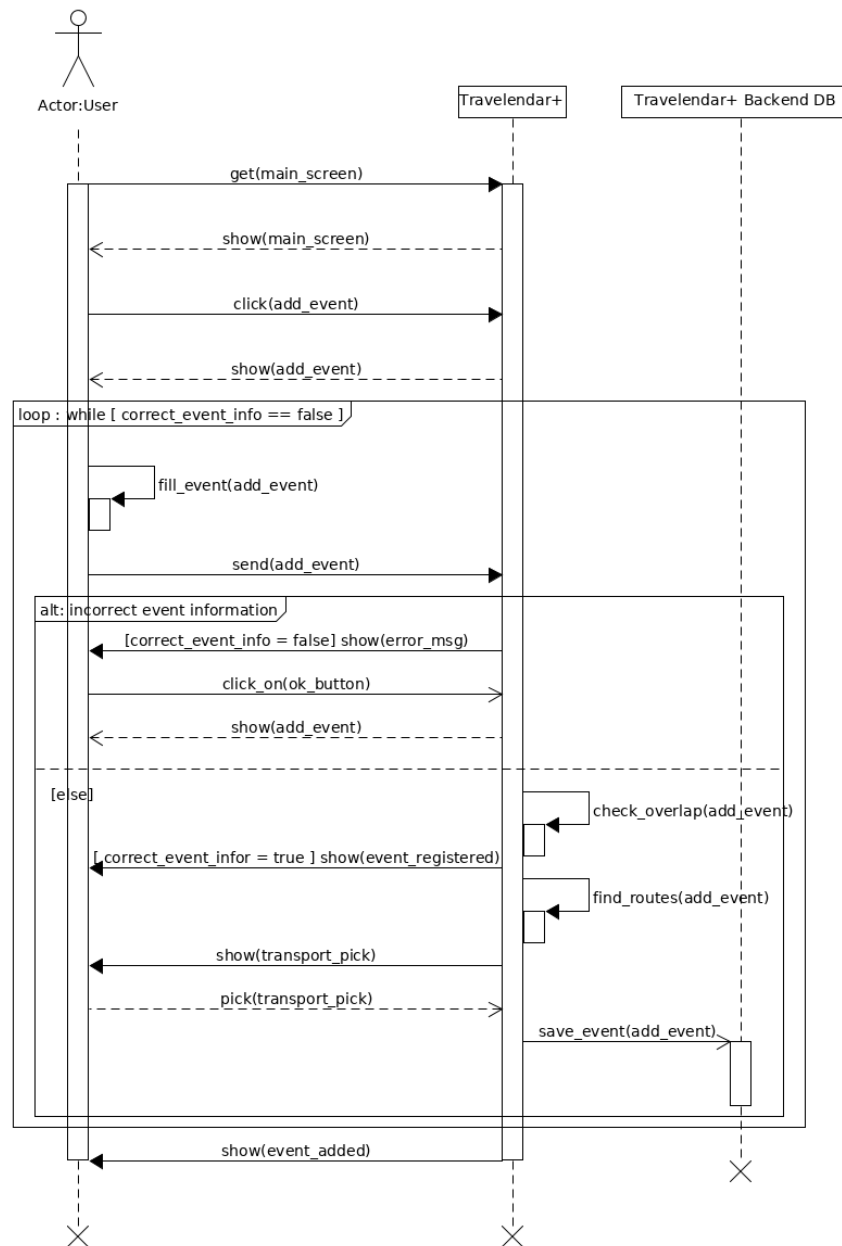 Actor:User
Travelendar+
Travelendar+ Backend DB
get(main_screen)
show(main_screen)
click(add_event)
show(add_event)
loop : while [ correct_event_info == false ]
fill_event(add_event)
send(add_event)
alt: incorrect event information
[correct_event_info = false] show(error_msg)
click_on(ok_button)
show(add_event)
[else]
check_overlap(add_event)
[ correct_event_infor = true ] show(event_registered)
find_routes(add_event)
show(transport_pick)
pick(transport_pick)
save_event(add_event)
show(event_added)